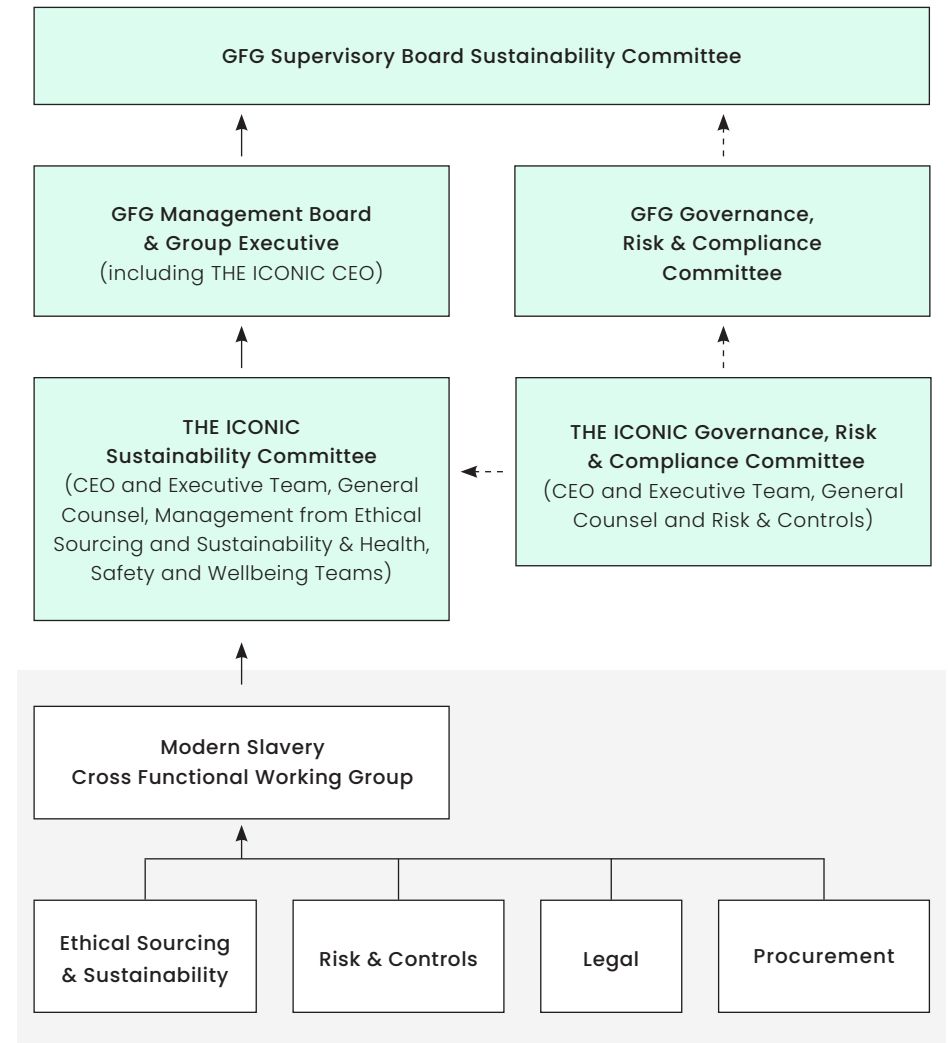 GFG Supervisory Board Sustainability Committee
GFG Management Board
& Group Executive
(including THE ICONIC CEO)
GFG Governance,
Risk & Compliance
Committee
THE ICONIC
Sustainability Committee
(CEO and Executive Team, General
Counsel, Management from Ethical
Sourcing and Sustainability & Health,
Safety and Wellbeing Teams)
THE ICONIC Governance, Risk
& Compliance Committee
(CEO and Executive Team, General
Counsel and Risk & Controls)
Modern Slavery
Cross Functional Working Group
Ethical Sourcing
& Sustainability
Risk & Controls
Legal
Procurement